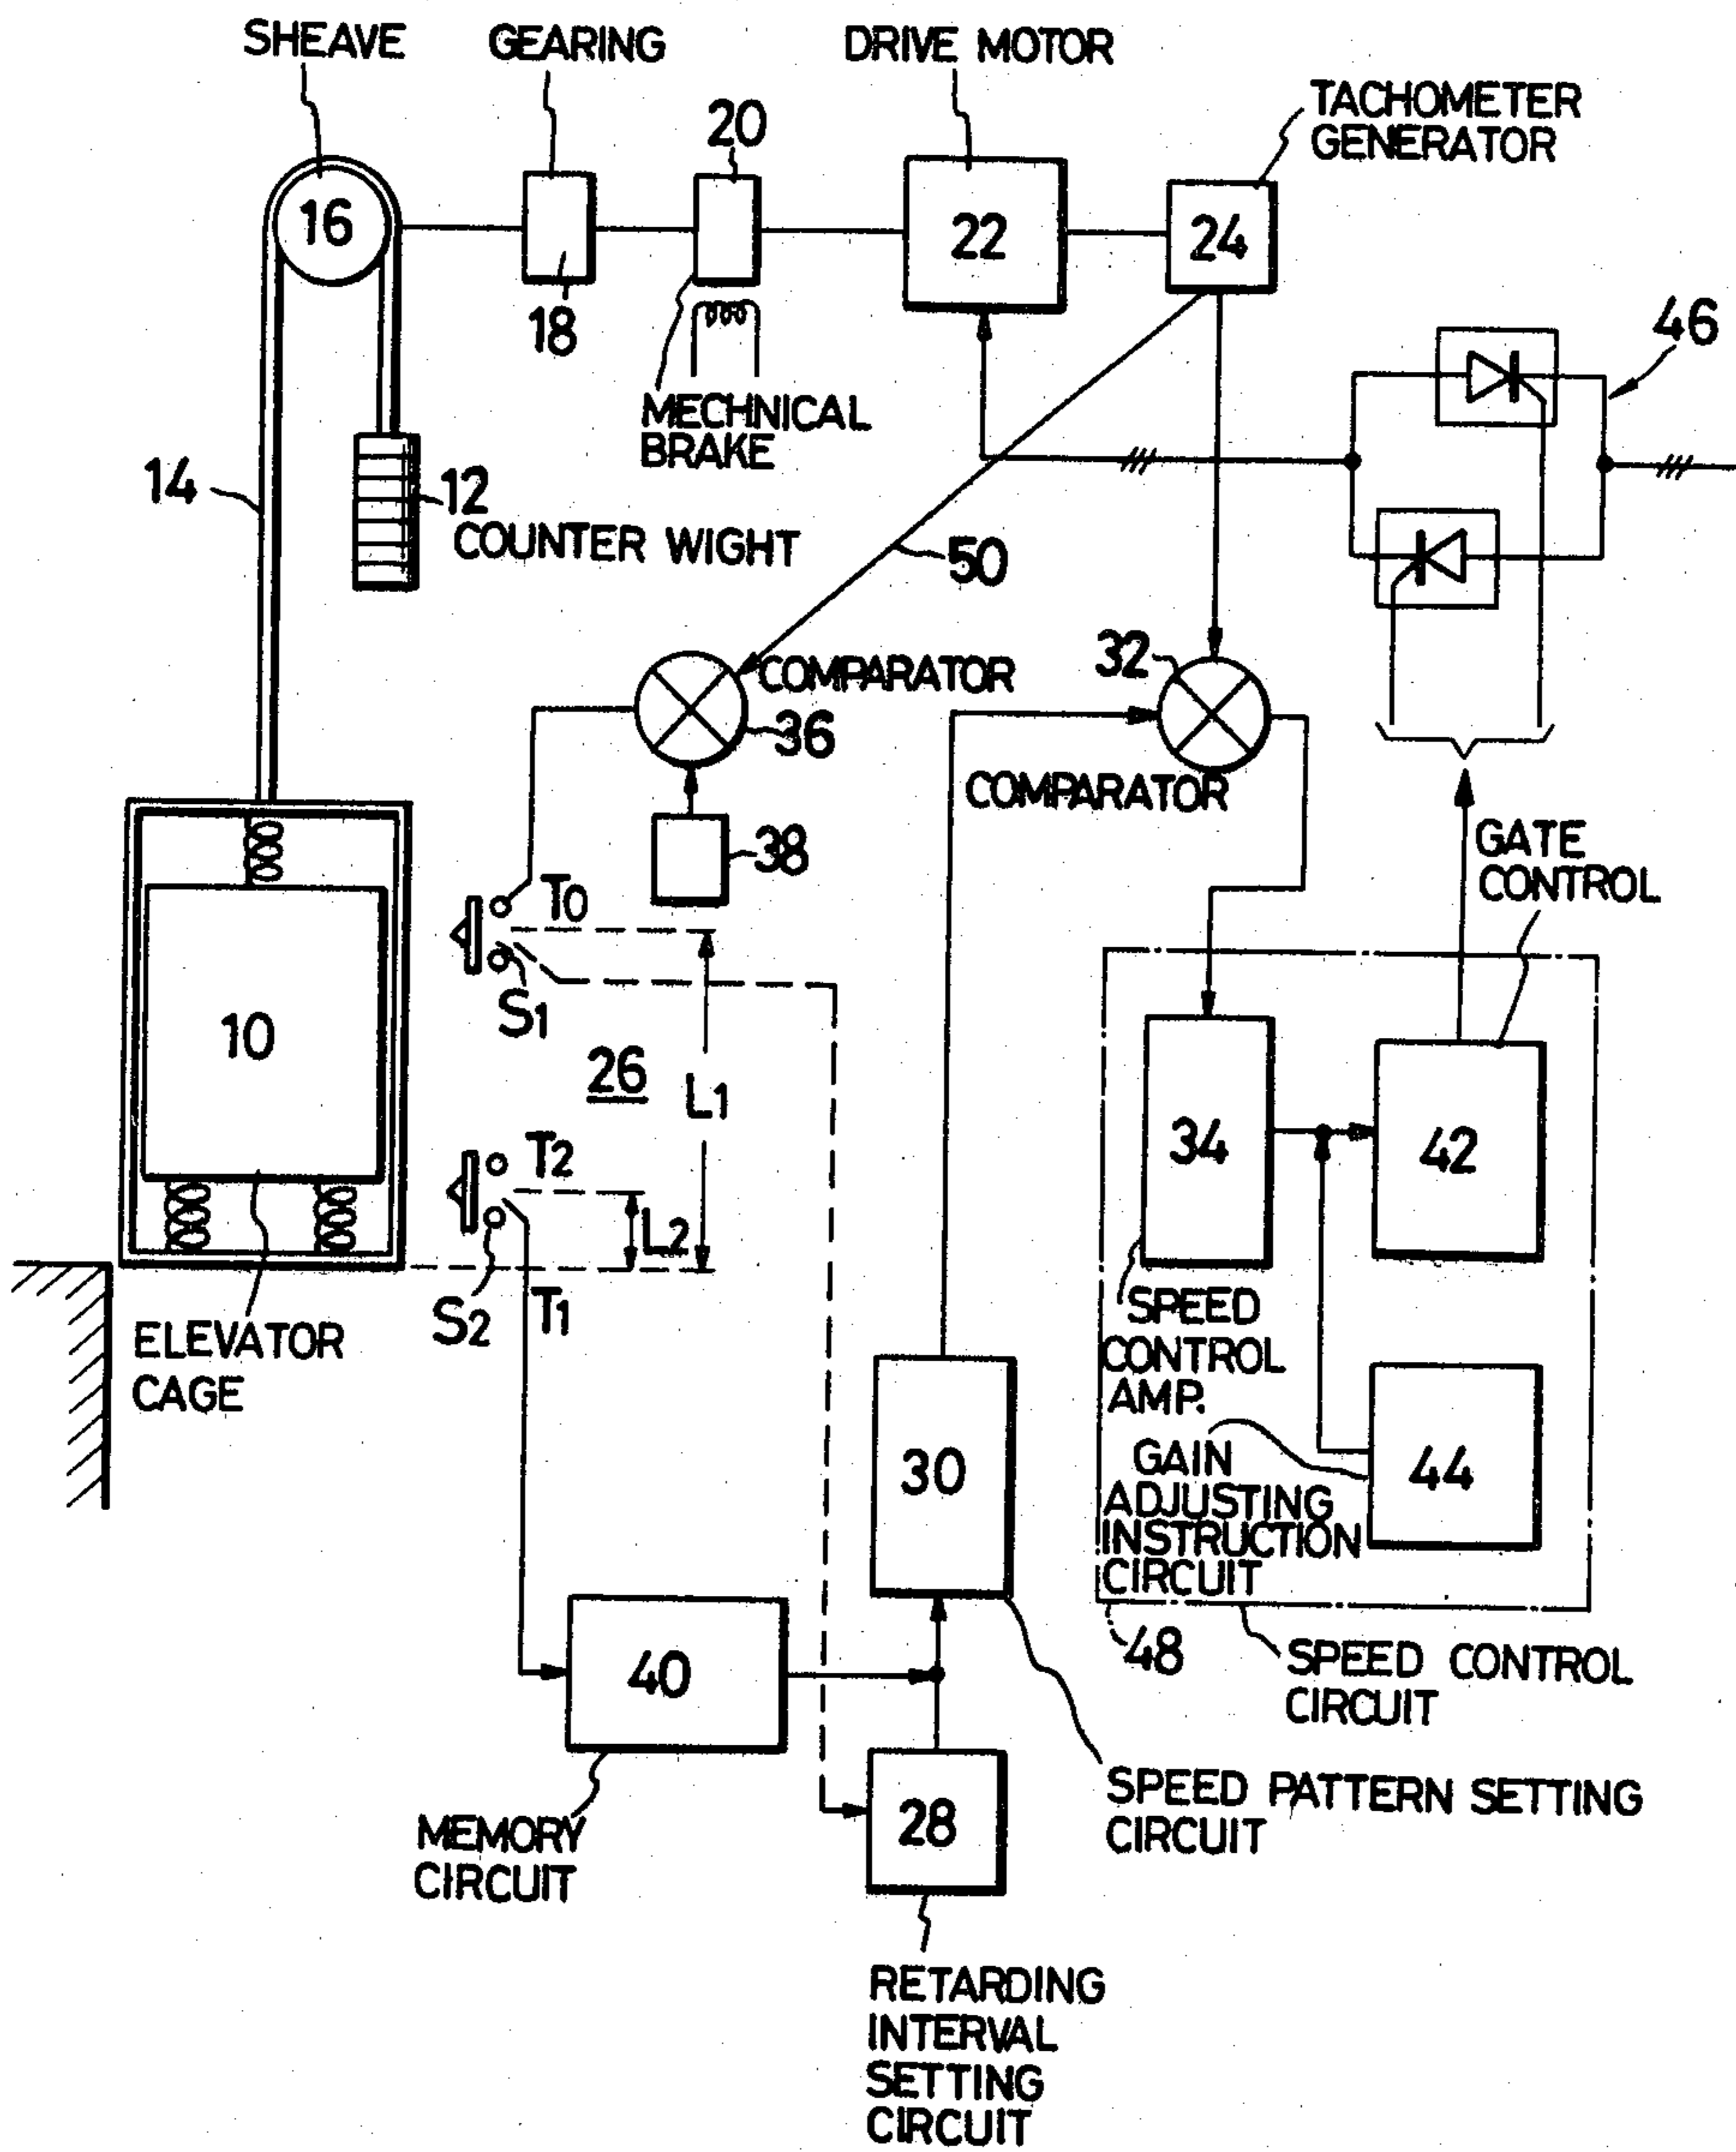 SHEAVE
GEARING
DRIVE MOTOR
TACHOMETER
GENERATOR
20
16
22
24
18
46
MECHNICAL
BRAKE
14
12
COUNTER WIGHT
50
COMPARATOR
36
32
COMPARATOR
38
GATE
CONTROL
T0
S1
10
26
L1
T2
L2
S2
T1
34
42
ELEVATOR
CAGE
SPEED
CONTROL
AMP.
30
GAIN
ADJUSTING
INSTRUCTION
CIRCUIT
44
40
48
SPEED CONTROL
CIRCUIT
28
SPEED PATTERN SETTING
CIRCUIT
MEMORY
CIRCUIT
RETARDING
INTERVAL
SETTING
CIRCUIT